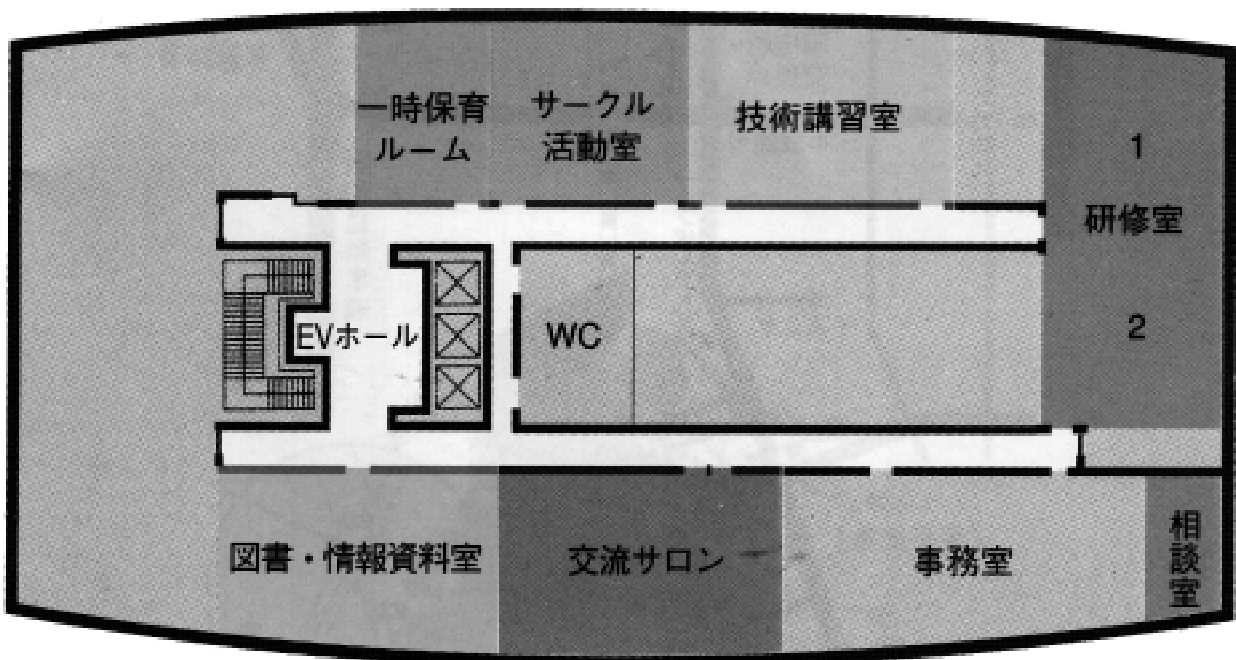 一時保育
ルーム
サークル
活動室
技術講習室
1
研修室
2
EVホール
WC
図書・情報資料室
交流サロン
事務室
相談室